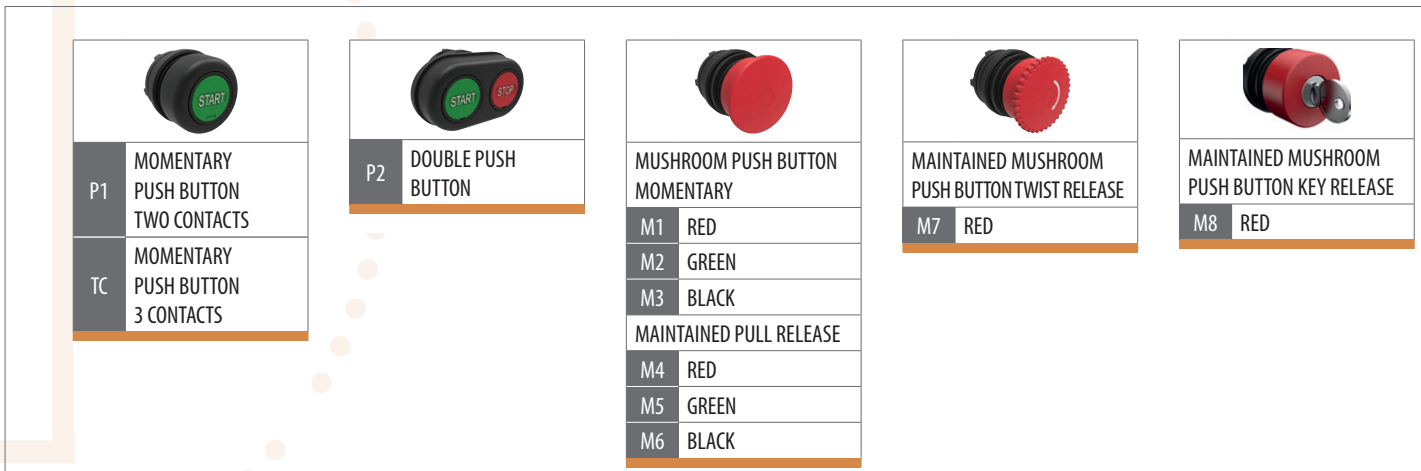 START
P1
MOMENTARY
PUSH BUTTON
TWO CONTACTS
TC
MOMENTARY
PUSH BUTTON
3 CONTACTS
START STOP
P2
DOUBLE PUSH
BUTTON
MUSHROOM PUSH BUTTON
MOMENTARY
M1 RED
M2 GREEN
M3 BLACK
MAINTAINED PULL RELEASE
M4 RED
M5 GREEN
M6 BLACK
MAINTAINED MUSHROOM
PUSH BUTTON TWIST RELEASE
M7 RED
MAINTAINED MUSHROOM
PUSH BUTTON KEY RELEASE
M8 RED